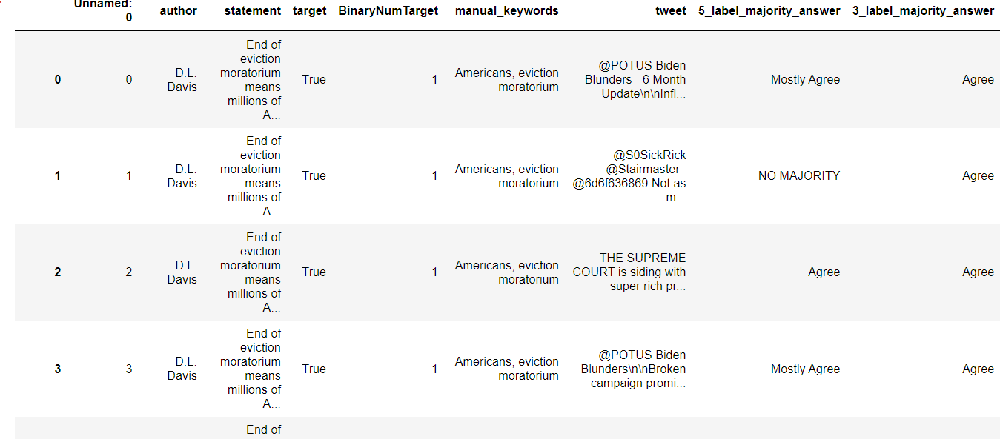 Unnamed: 0 author statement target BinaryNumTarget manual_keywords tweet 5_label_majority_answer 3_label_majority_answer
0 0 D.L. Davis End of eviction moratorium means millions of A... True 1 Americans, eviction moratorium @POTUS Biden Blunders - 6 Month Update\n\nInfl... Mostly Agree Agree
1 1 D.L. Davis End of eviction moratorium means millions of A... True 1 Americans, eviction moratorium @S0SickRick @Stairmaster_ @6d6f636869 Not as m... NO MAJORITY Agree
2 2 D.L. Davis End of eviction moratorium means millions of A... True 1 Americans, eviction moratorium THE SUPREME COURT is siding with super rich pr... Agree Agree
3 3 D.L. Davis End of eviction moratorium means millions of A... True 1 Americans, eviction moratorium @POTUS Biden Blunders\n\nBroken campaign promi... Mostly Agree Agree
End of